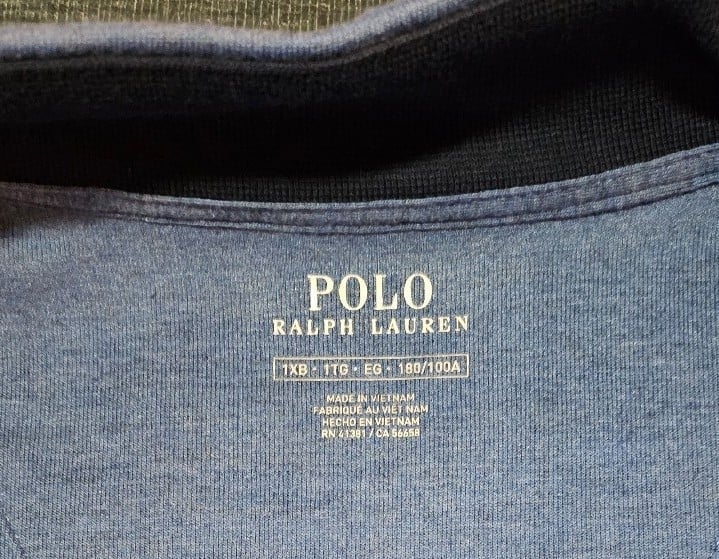 POLO
RALPH LAUREN
1XB · 1TG · EG · 180/100A
MADE IN VIETNAM
FABRIQUÉ AU VIÊT NAM
HECHO EN VIETNAM
RN 41381 / CA 56658